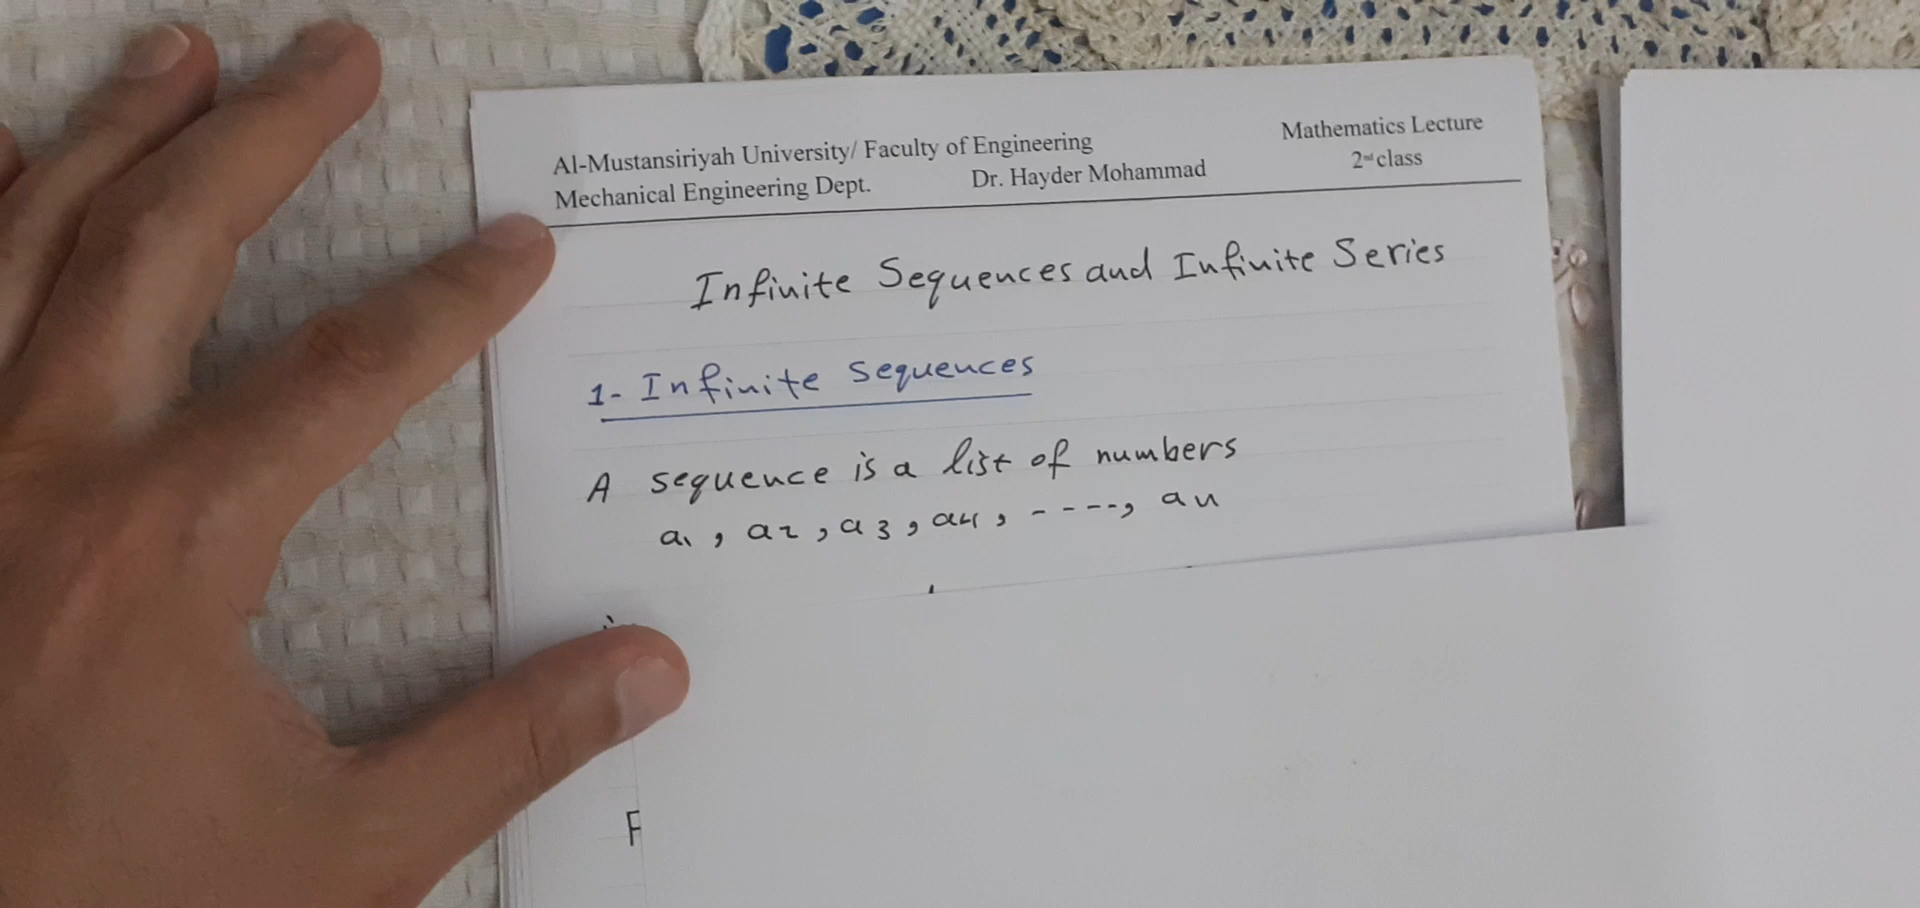 Al-Mustansiriyah University/ Faculty of Engineering
Mathematics Lecture
Mechanical Engineering Dept.
Dr. Hayder Mohammad
2nd class
Infinite Sequences and Infinite Series
1- Infinite Sequences
A sequence is a list of numbers
a1, a2, a3, a4, ----, an
F